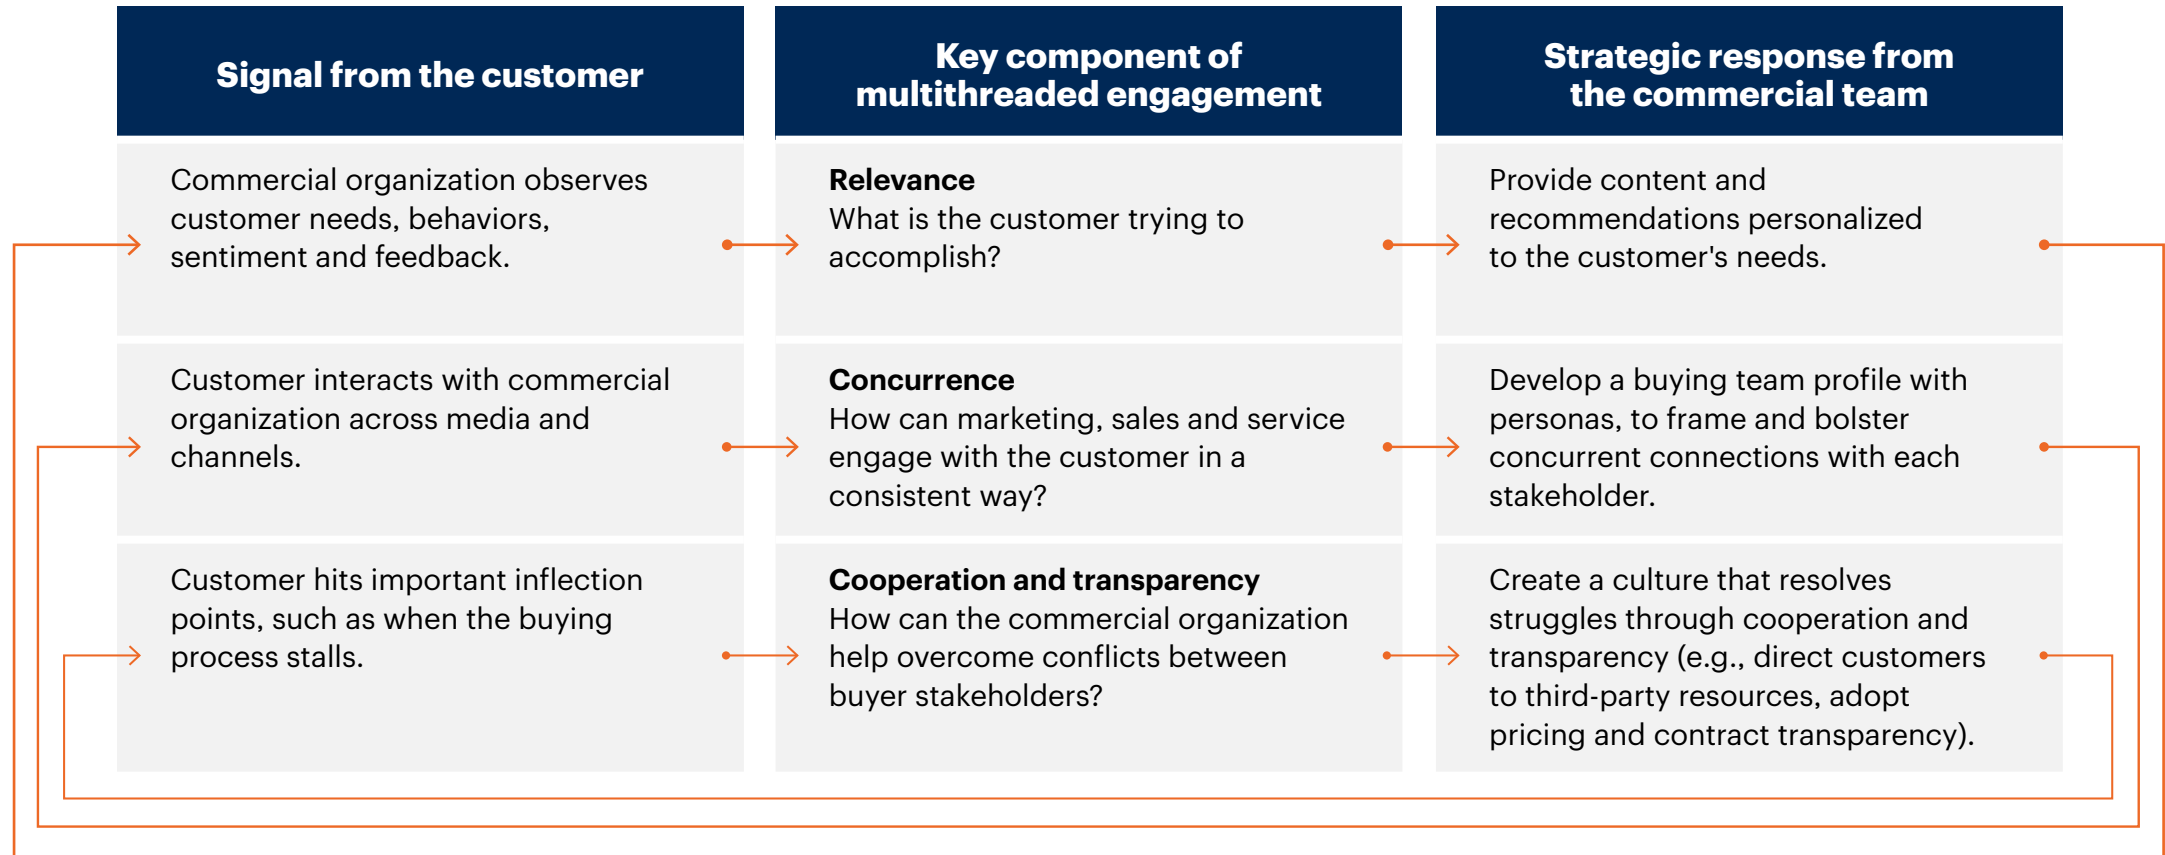 Signal from the customer
Key component of
multithreaded engagement
Strategic response from
the commercial team
Commercial organization observes
customer needs, behaviors,
sentiment and feedback.
Relevance
What is the customer trying to
accomplish?
Provide content and
recommendations personalized
to the customer's needs.
Customer interacts with commercial
organization across media and
channels.
Concurrence
How can marketing, sales and service
engage with the customer in a
consistent way?
Develop a buying team profile with
personas, to frame and bolster
concurrent connections with each
stakeholder.
Customer hits important inflection
points, such as when the buying
process stalls.
Cooperation and transparency
How can the commercial organization
help overcome conflicts between
buyer stakeholders?
Create a culture that resolves
struggles through cooperation and
transparency (e.g., direct customers
to third-party resources, adopt
pricing and contract transparency).